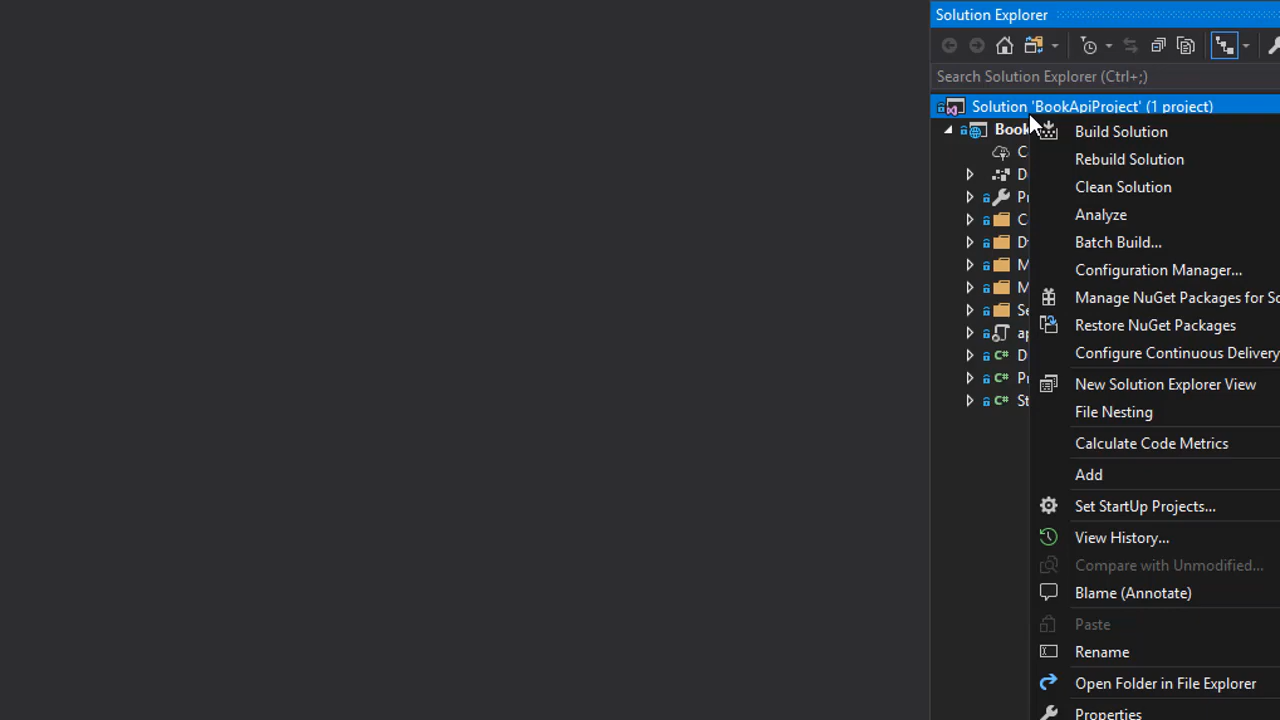 Solution Explorer
Search Solution Explorer (Ctrl+;)
Solution 'BookApiProject' (1 project)
Book
Build Solution
Rebuild Solution
Clean Solution
Analyze
Batch Build...
Configuration Manager...
Manage NuGet Packages for
Restore NuGet Packages
Configure Continuous Delivery
New Solution Explorer View
File Nesting
Calculate Code Metrics
Add
Set StartUp Projects...
View History...
Compare with Unmodified...
Blame (Annotate)
Paste
Rename
Open Folder in File Explorer
Properties